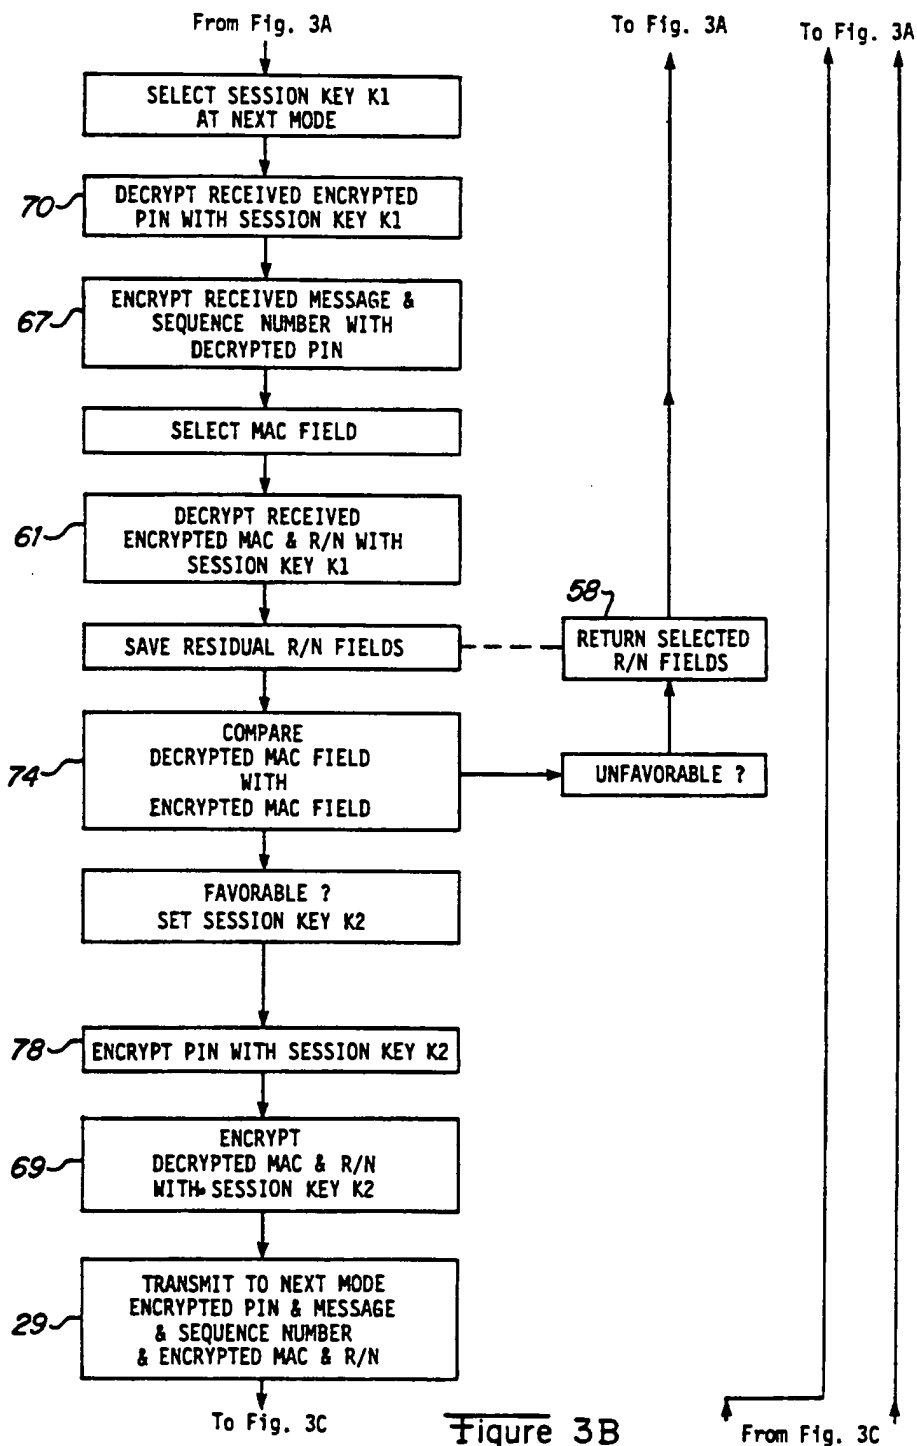 From Fig. 3A
To Fig. 3A
To Fig. 3A
SELECT SESSION KEY K1
AT NEXT MODE
70
DECRYPT RECEIVED ENCRYPTED
PIN WITH SESSION KEY K1
67
ENCRYPT RECEIVED MESSAGE &
SEQUENCE NUMBER WITH
DECRYPTED PIN
SELECT MAC FIELD
61
DECRYPT RECEIVED
ENCRYPTED MAC & R/N WITH
SESSION KEY K1
SAVE RESIDUAL R/N FIELDS
58
RETURN SELECTED
R/N FIELDS
74
COMPARE
DECRYPTED MAC FIELD
WITH
ENCRYPTED MAC FIELD
UNFAVORABLE ?
FAVORABLE ?
SET SESSION KEY K2
78
ENCRYPT PIN WITH SESSION KEY K2
69
ENCRYPT
DECRYPTED MAC & R/N
WITH SESSION KEY K2
29
TRANSMIT TO NEXT MODE
ENCRYPTED PIN & MESSAGE
& SEQUENCE NUMBER
& ENCRYPTED MAC & R/N
To Fig. 3C
Figure 3B
From Fig. 3C